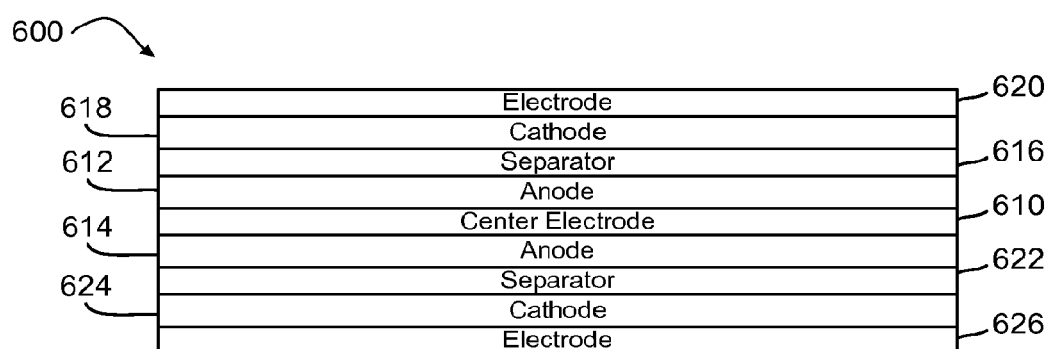 600
620
Electrode
618
Cathode
616
Separator
612
Anode
610
Center Electrode
614
Anode
622
Separator
624
Cathode
626
Electrode